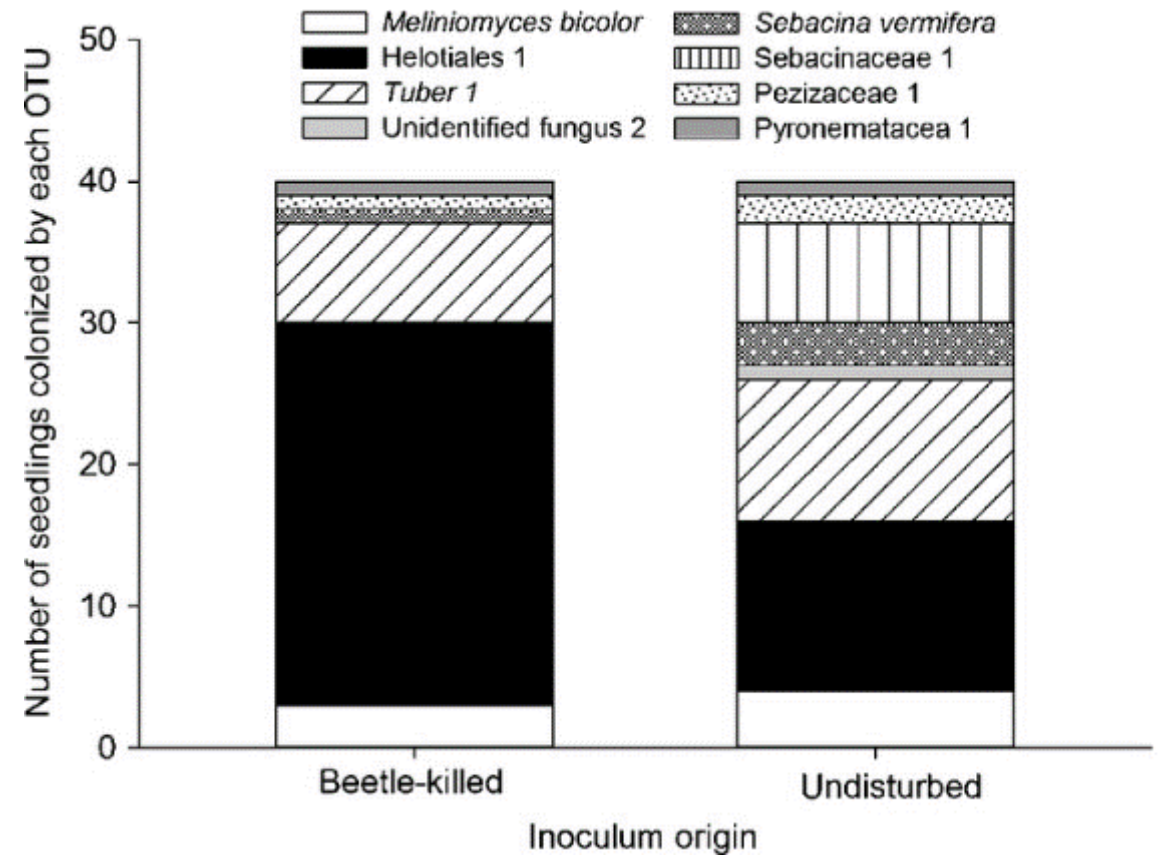 Meliniomyces bicolor
Helotiales 1
Tuber 1
Unidentified fungus 2
Sebacina vermifera
Sebacinaceae 1
Pezizaceae 1
Pyronematacea 1
Number of seedlings colonized by each OTU
50
40
30
20
10
0
Beetle-killed
Undisturbed
Inoculum origin